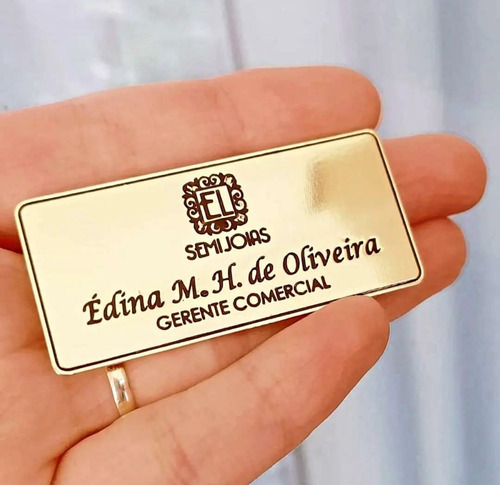 EL
SEMIJOIAS
Édina M. H. de Oliveira
GERENTE COMERCIAL